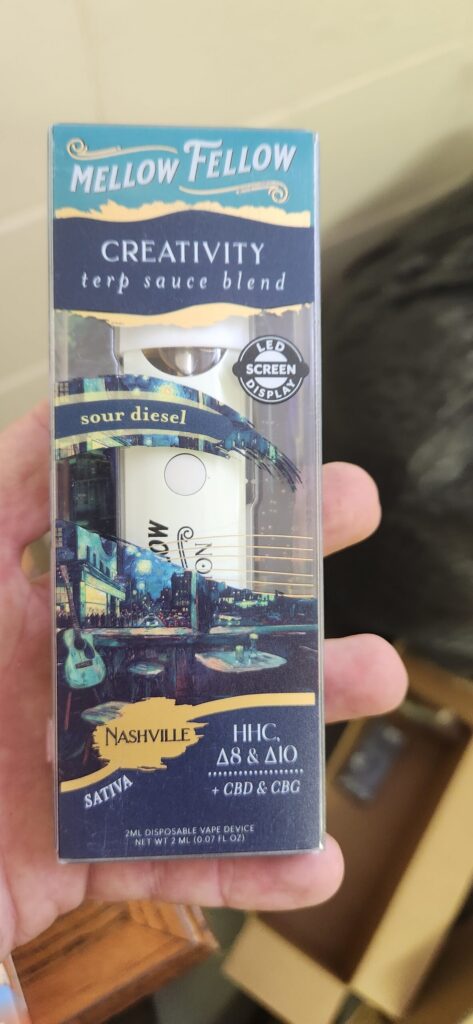 MELLOW FELLOW
CREATIVITY
terp sauce blend
LED
SCREEN
DISPLAY
sour diesel
NASHVILLE
SATIVA
HHC,
Δ8 & Δ10
+ CBD & CBG
2ML DISPOSABLE VAPE DEVICE
NET WT 2 ML (0.07 FL OZ)